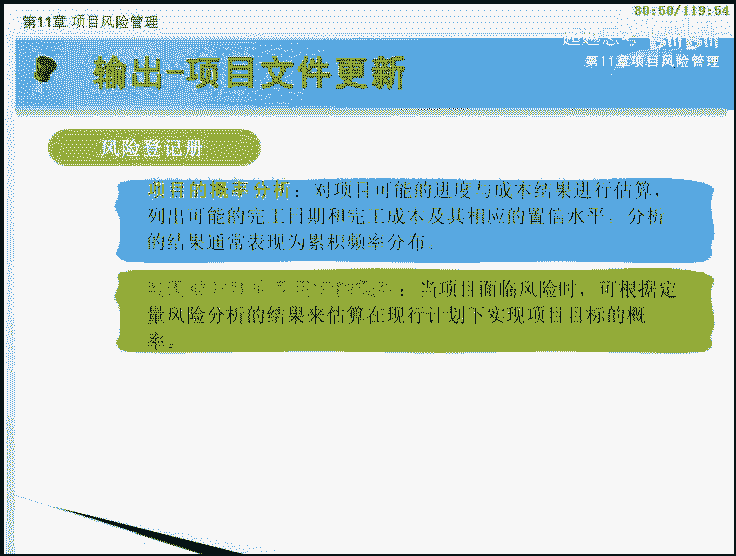 80:50/119:54
第11章 项目风险管理
第11章项目风险管理
输出-项目文件更新
风险登记册
项目的概率分析：对项目可能的进度与成本结果进行估算，
列出可能的完工日期和完工成本及其相应的置信水平。分析
的结果通常表现为累积频率分布。
：当项目面临风险时，可根据定
量风险分析的结果来估算在现行计划下实现项目目标的概
率。